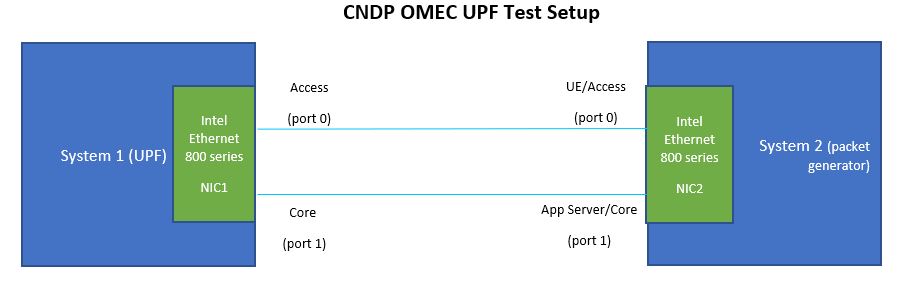 CNDP OMEC UPF Test Setup
System 1 (UPF)
Intel
Ethernet
800 series
NIC1
Access
(port 0)
Core
(port 1)
UE/Access
(port 0)
App Server/Core
(port 1)
Intel
Ethernet
800 series
NIC2
System 2 (packet
generator)